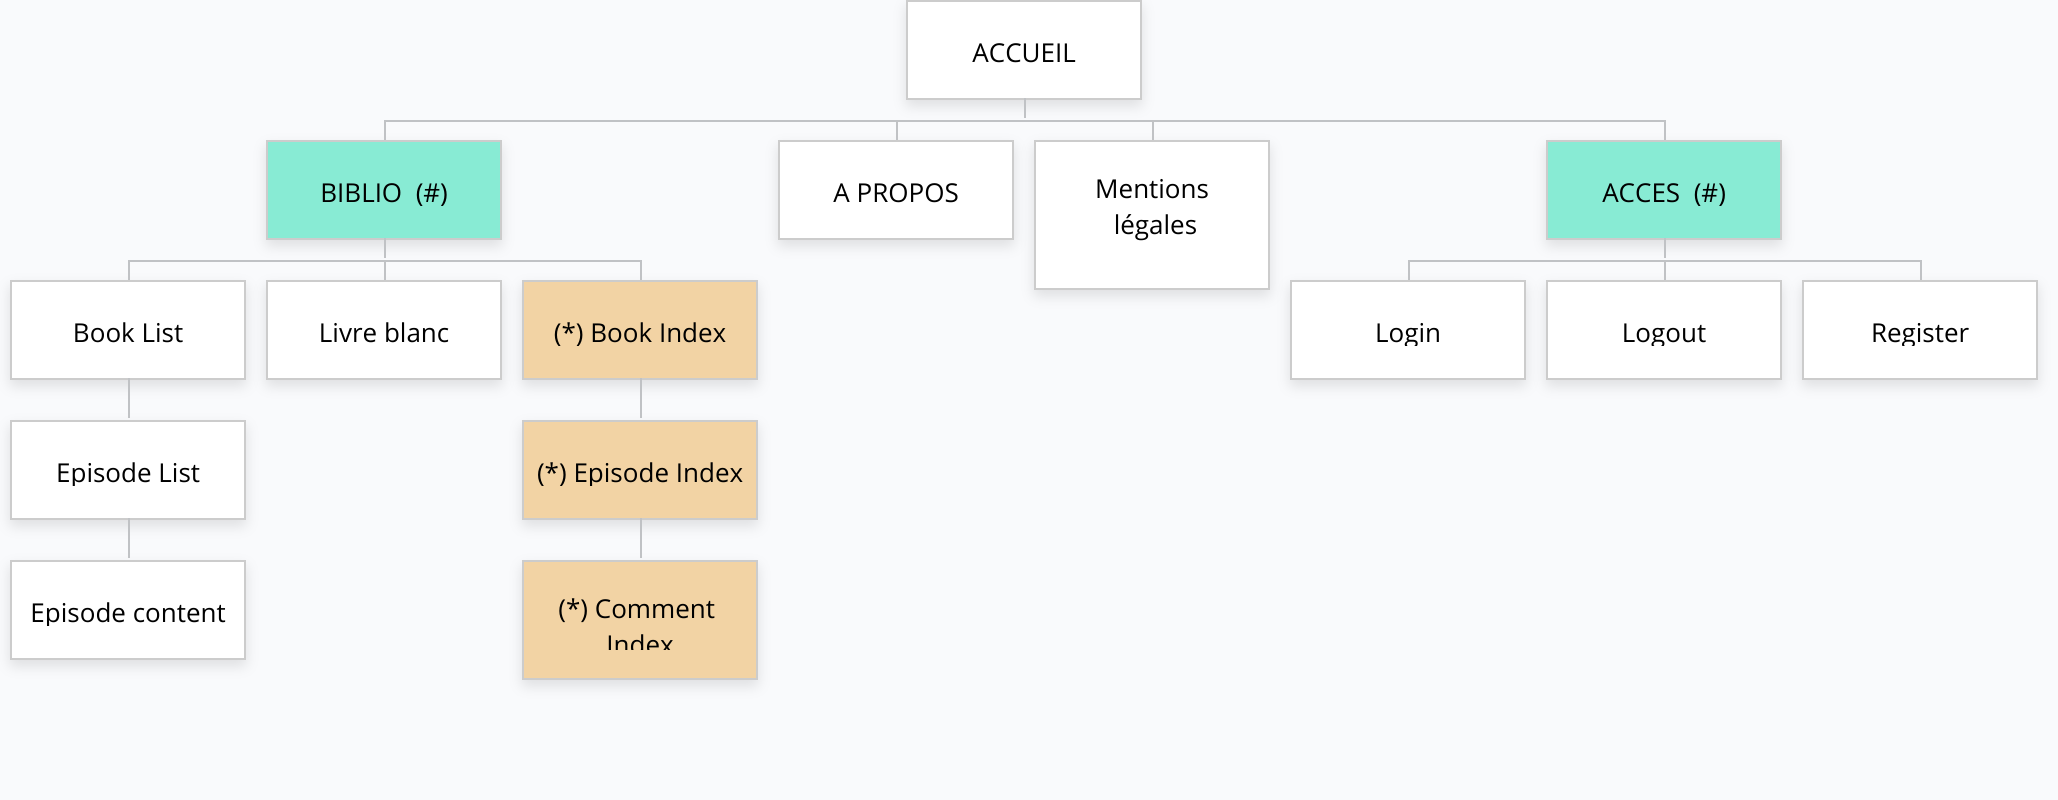 ACCUEIL
BIBLIO (#)
A PROPOS
Mentions
légales
ACCES (#)
Book List
Livre blanc
(*) Book Index
Login
Logout
Register
Episode List
(*) Episode Index
Episode content
(*) Comment
Index